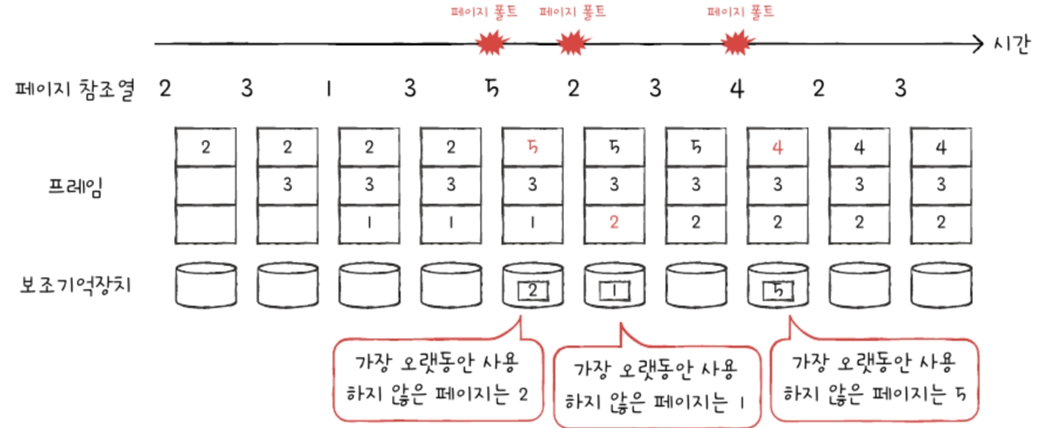 페이지 폴트 페이지 폴트 페이지 폴트
시간
페이지 참조열 2 3 1 3 5 2 3 4 2 3
2 2 2 2 5 5 5 4 4 4
프레임 3 3 3 3 3 3 3 3 3
1 1 1 2 2 2 2 2
보조기억장치 2 1 5
가장 오랫동안 사용
하지 않은 페이지는 2
가장 오랫동안 사용
하지 않은 페이지는 1
가장 오랫동안 사용
하지 않은 페이지는 5